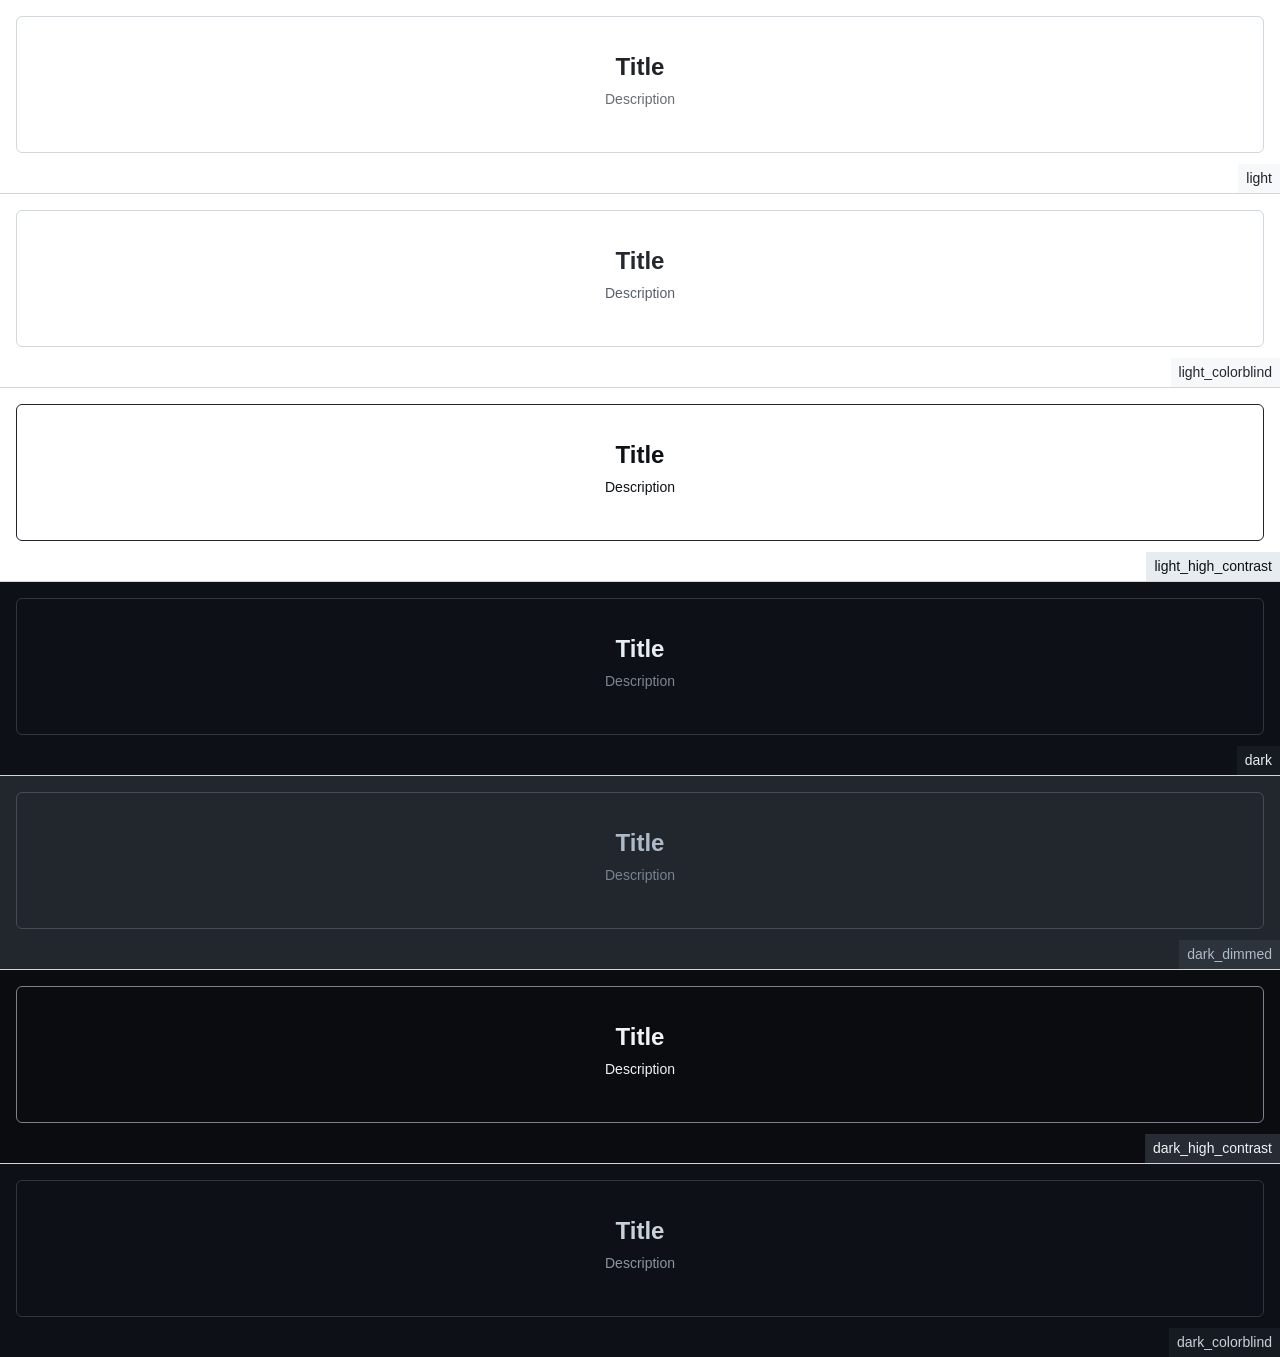 Title
Description
light
Title
Description
light_colorblind
Title
Description
light_high_contrast
Title
Description
dark
Title
Description
dark_dimmed
Title
Description
dark_high_contrast
Title
Description
dark_colorblind